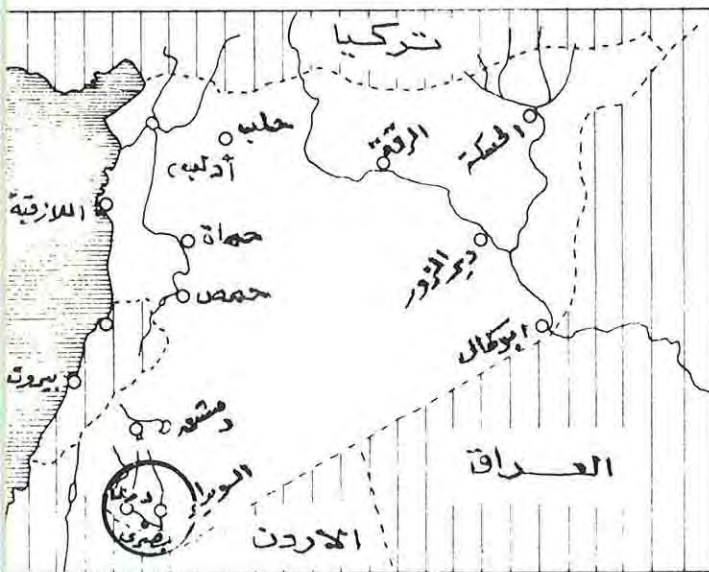 تركيا
حلب
أدلب
الرقة
الحسكة
اللاذقية
حماة
دير الزور
حمص
ابوكمال
بيروت
دمشق
السويداء
درعا
بصرى
العراق
الاردن